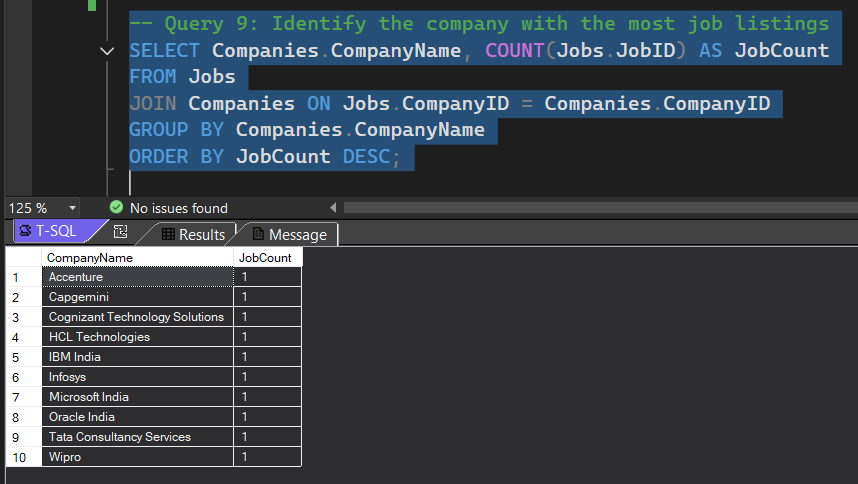 -- Query 9: Identify the company with the most job listings
SELECT Companies.CompanyName, COUNT(Jobs.JobID) AS JobCount
FROM Jobs
JOIN Companies ON Jobs.CompanyID = Companies.CompanyID
GROUP BY Companies.CompanyName
ORDER BY JobCount DESC;
125 % No issues found
T-SQL Results Message
CompanyName JobCount
1 Accenture 1
2 Capgemini 1
3 Cognizant Technology Solutions 1
4 HCL Technologies 1
5 IBM India 1
6 Infosys 1
7 Microsoft India 1
8 Oracle India 1
9 Tata Consultancy Services 1
10 Wipro 1